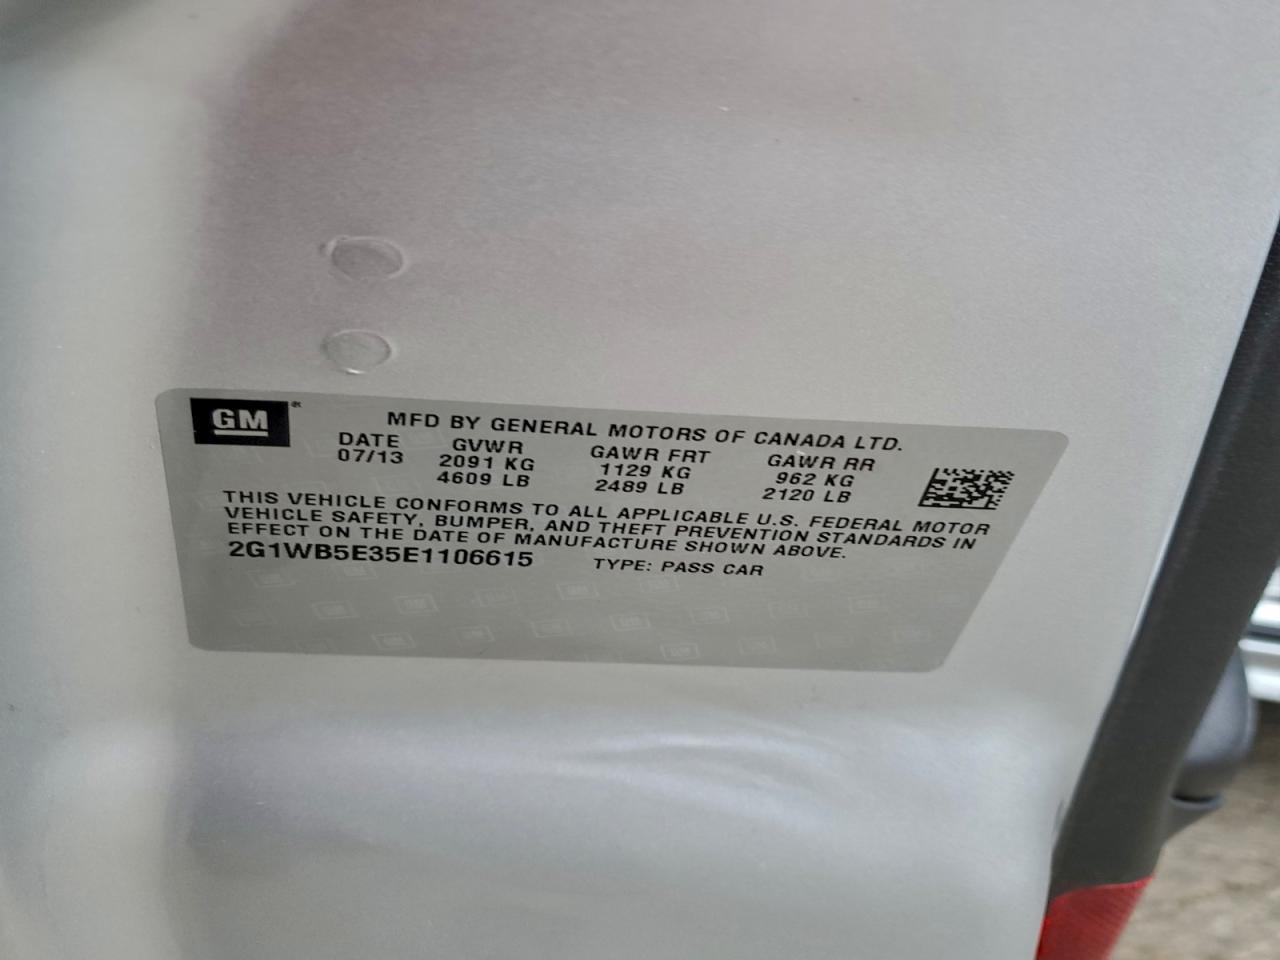 GM
MFD BY GENERAL MOTORS OF CANADA LTD.
DATE GVWR GAWR FRT GAWR RR
07/13 2091 KG 1129 KG 962 KG
4609 LB 2489 LB 2120 LB
THIS VEHICLE CONFORMS TO ALL APPLICABLE U.S. FEDERAL MOTOR
VEHICLE SAFETY, BUMPER, AND THEFT PREVENTION STANDARDS IN
EFFECT ON THE DATE OF MANUFACTURE SHOWN ABOVE.
2G1WB5E35E1106615 TYPE: PASS CAR